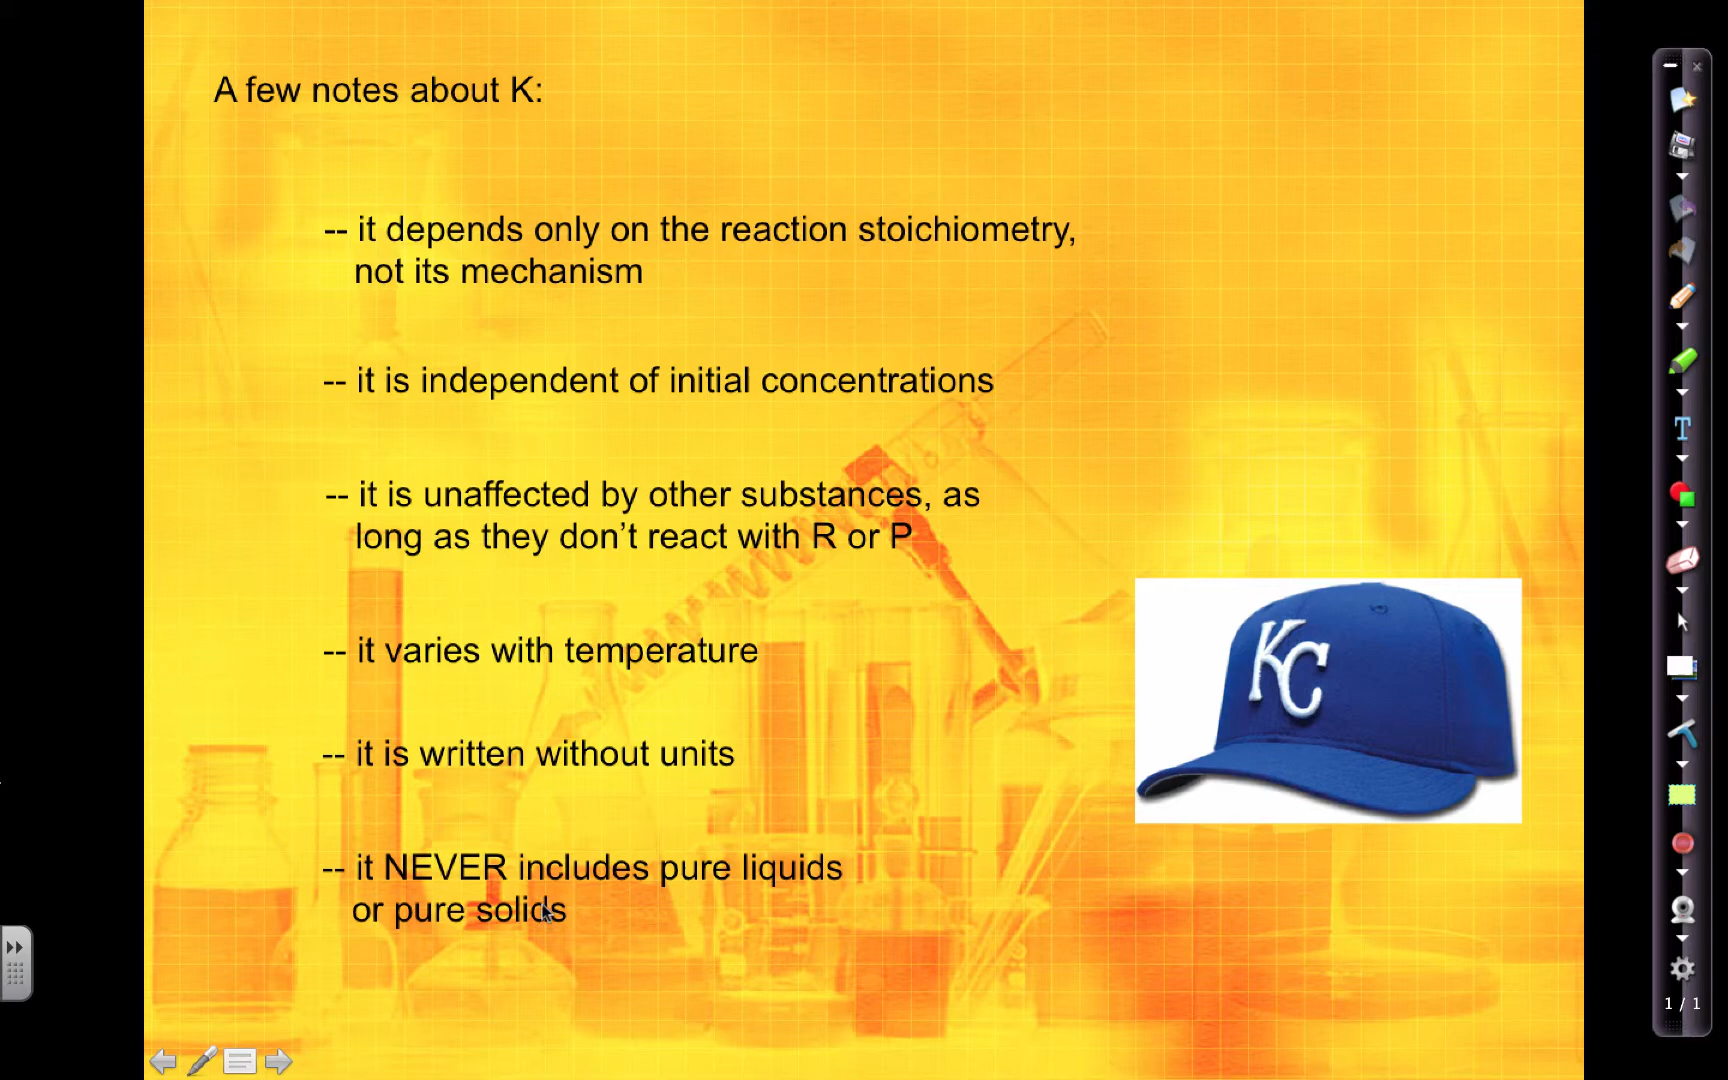 A few notes about K:
-- it depends only on the reaction stoichiometry,
not its mechanism
-- it is independent of initial concentrations
-- it is unaffected by other substances, as
long as they don’t react with R or P
-- it varies with temperature
KC
-- it is written without units
-- it NEVER includes pure liquids
or pure solids
T
1 / 1